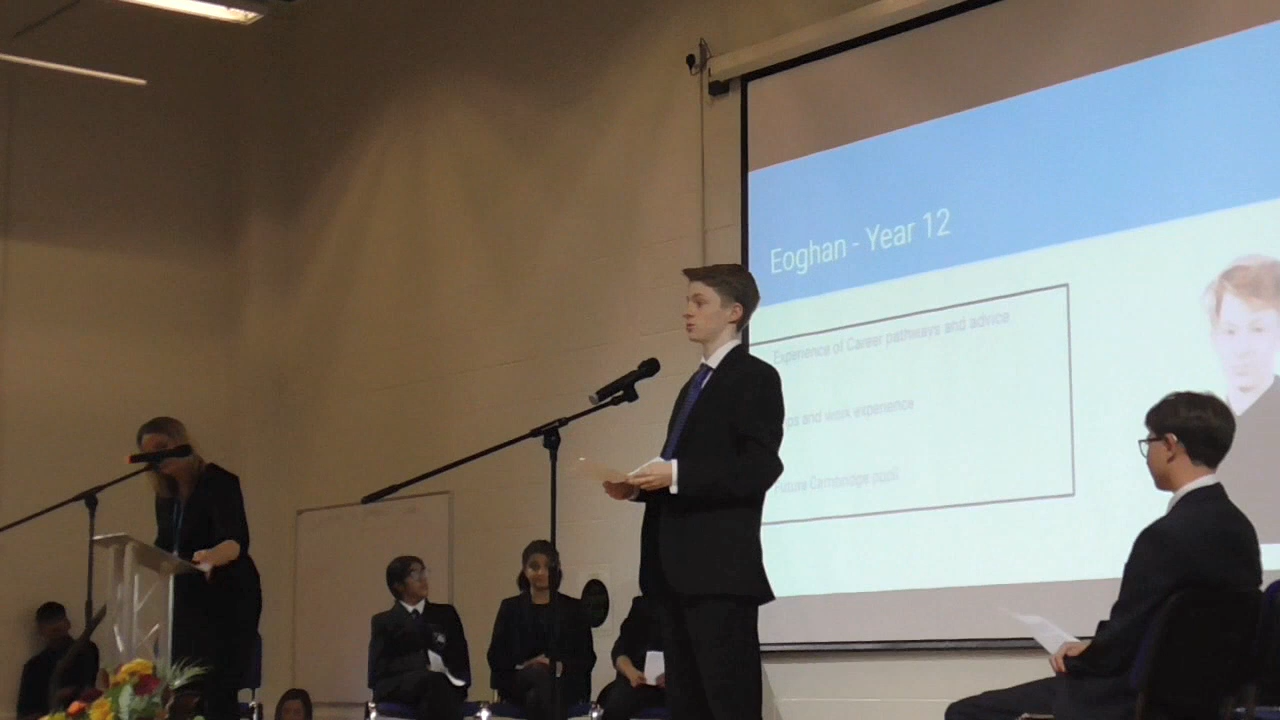 Eoghan - Year 12
Experience of Career pathways and advice
and work experience
Future Cambridge pupil